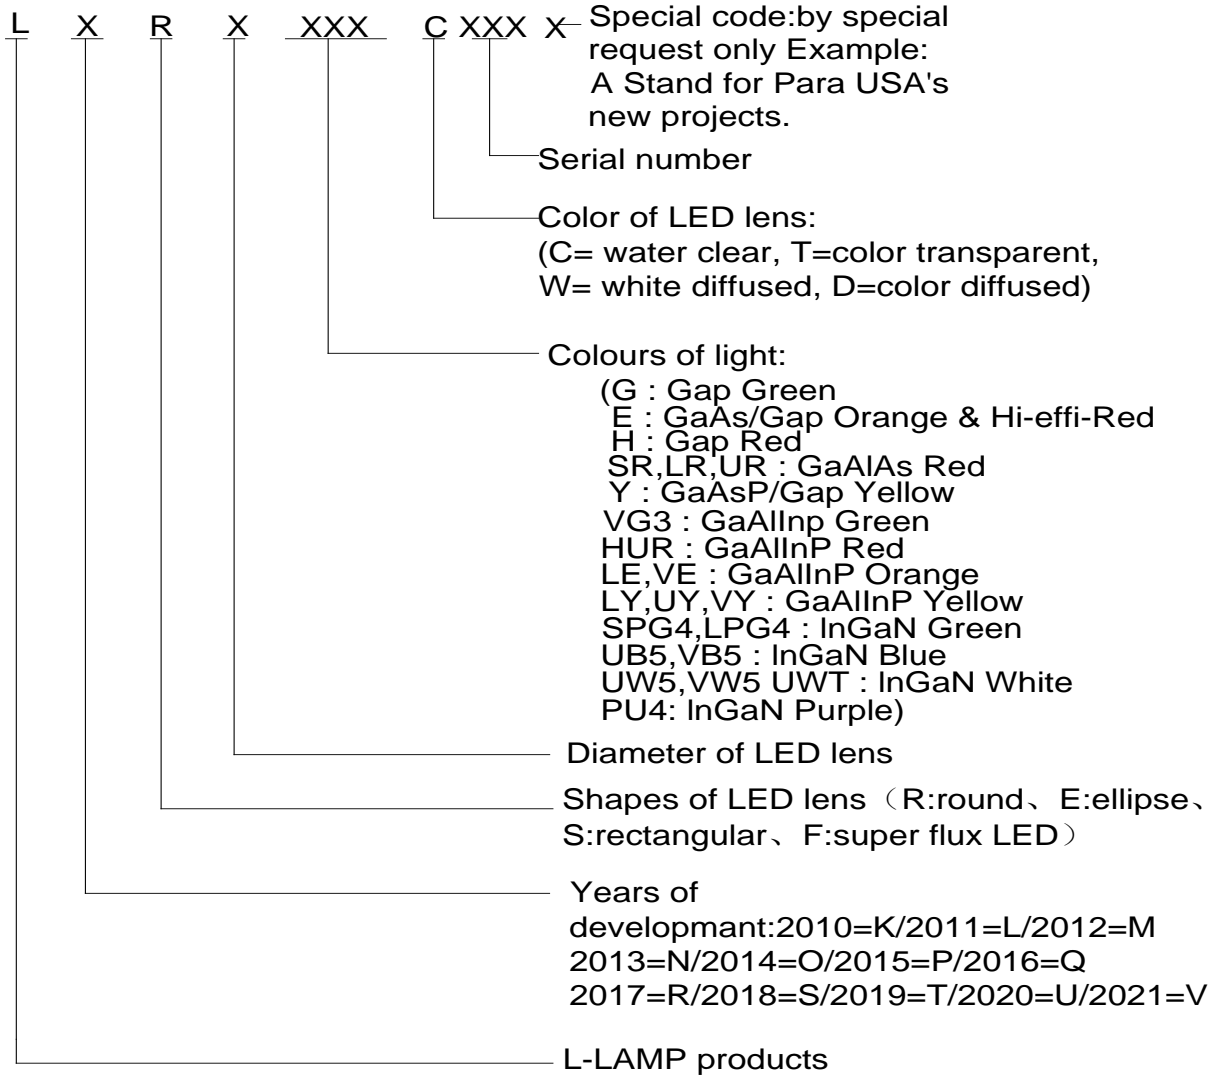 L X R X XXX C XXX X
Special code:by special
request only Example:
A Stand for Para USA's
new projects.
Serial number
Color of LED lens:
(C= water clear, T=color transparent,
W= white diffused, D=color diffused)
Colours of light:
(G : Gap Green
E : GaAs/Gap Orange & Hi-effi-Red
H : Gap Red
SR,LR,UR : GaAlAs Red
Y : GaAsP/Gap Yellow
VG3 : GaAlInp Green
HUR : GaAlInP Red
LE,VE : GaAlInP Orange
LY,UY,VY : GaAlInP Yellow
SPG4,LPG4 : InGaN Green
UB5,VB5 : InGaN Blue
UW5,VW5 UWT : InGaN White
PU4: InGaN Purple)
Diameter of LED lens
Shapes of LED lens（R:round、E:ellipse、
S:rectangular、F:super flux LED）
Years of
developmant:2010=K/2011=L/2012=M
2013=N/2014=O/2015=P/2016=Q
2017=R/2018=S/2019=T/2020=U/2021=V
L-LAMP products